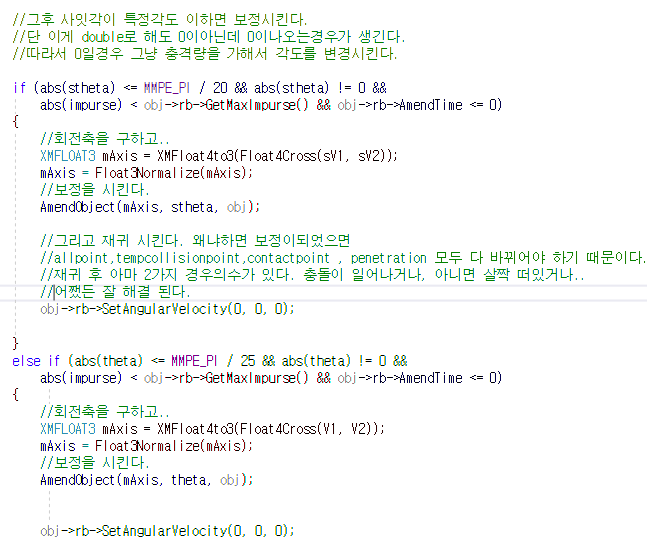 //그후 사잇각이 특정각도 이하면 보정시킨다.
//단 이게 double로 해도 0이아닌데 0이나오는경우가 생긴다.
//따라서 0일경우 그냥 충격량을 가해서 각도를 변경시킨다.
if (abs(stheta) <= MMPE_PI / 20 && abs(stheta) != 0 &&
abs(impurse) < obj->rb->GetMaxImpurse() && obj->rb->AmendTime <= 0)
{
//회전축을 구하고..
XMFLOAT3 mAxis = XMFloat4to3(Float4Cross(sV1, sV2));
mAxis = Float3Normalize(mAxis);
//보정을 시킨다.
AmendObject(mAxis, stheta, obj);
//그리고 재귀 시킨다. 왜냐하면 보정이되었으면
//allpoint,tempcollisionpoint,contactpoint , penetration 모두 다 바뀌어야 하기 때문이다.
//재귀 후 아마 2가지 경우의수가 있다. 충돌이 일어나거나, 아니면 살짝 떠있거나..
//어쨌든 잘 해결 된다.
obj->rb->SetAngularVelocity(0, 0, 0);
}
else if (abs(theta) <= MMPE_PI / 25 && abs(theta) != 0 &&
abs(impurse) < obj->rb->GetMaxImpurse() && obj->rb->AmendTime <= 0)
{
//회전축을 구하고..
XMFLOAT3 mAxis = XMFloat4to3(Float4Cross(V1, V2));
mAxis = Float3Normalize(mAxis);
//보정을 시킨다.
AmendObject(mAxis, theta, obj);
obj->rb->SetAngularVelocity(0, 0, 0);